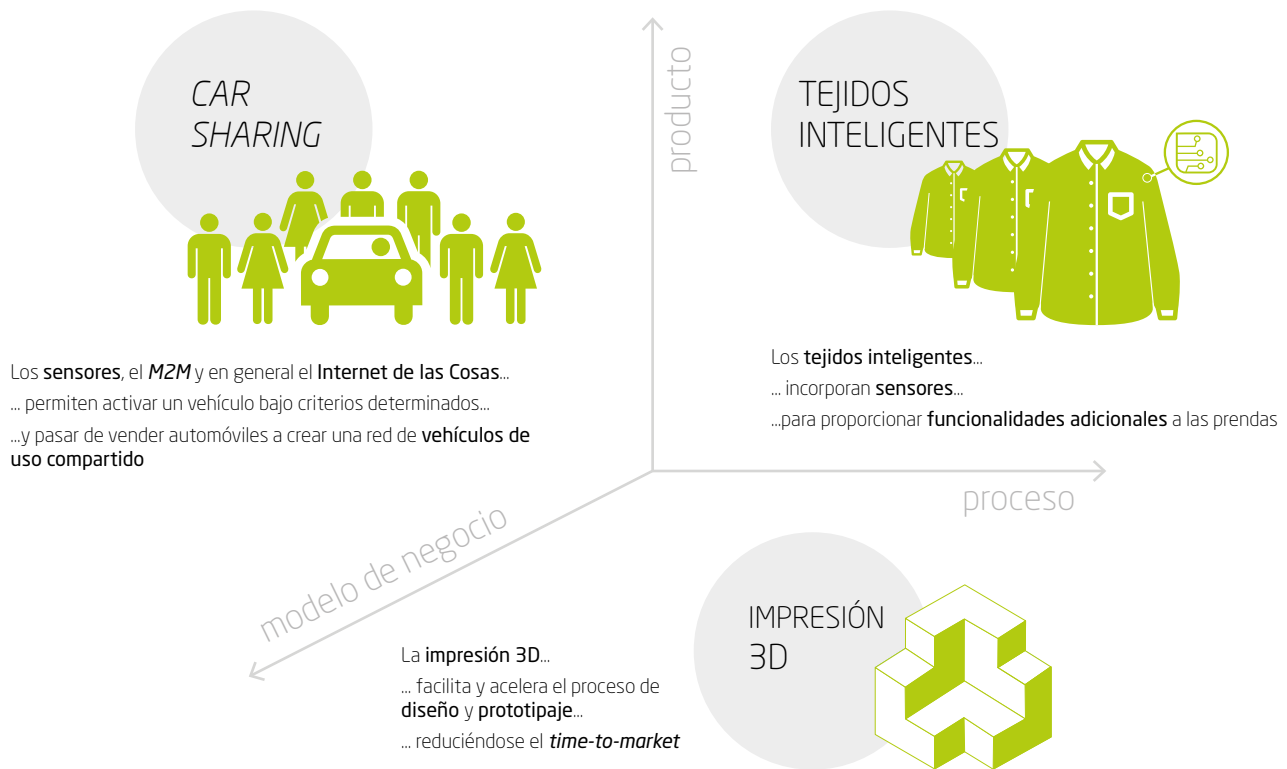 CAR
SHARING
Los sensores, el M2M y en general el Internet de las Cosas...
... permiten activar un vehículo bajo criterios determinados...
...y pasar de vender automóviles a crear una red de vehículos de
uso compartido
producto
TEJIDOS
INTELIGENTES
Los tejidos inteligentes...
... incorporan sensores...
...para proporcionar funcionalidades adicionales a las prendas
proceso
modelo de negocio
IMPRESIÓN
3D
La impresión 3D...
... facilita y acelera el proceso de
diseño y prototipaje...
... reduciéndose el time-to-market